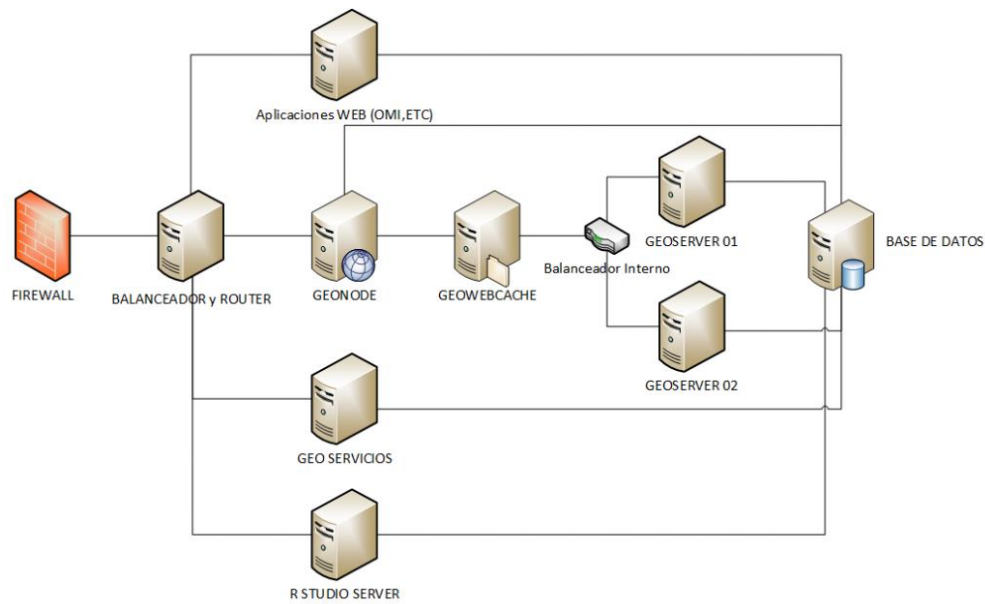 Aplicaciones WEB (OMI,ETC)
GEOSERVER 01
BASE DE DATOS
Balanceador Interno
FIREWALL
BALANCEADOR y ROUTER
GEONODE
GEOWEBCACHE
GEOSERVER 02
GEO SERVICIOS
R STUDIO SERVER